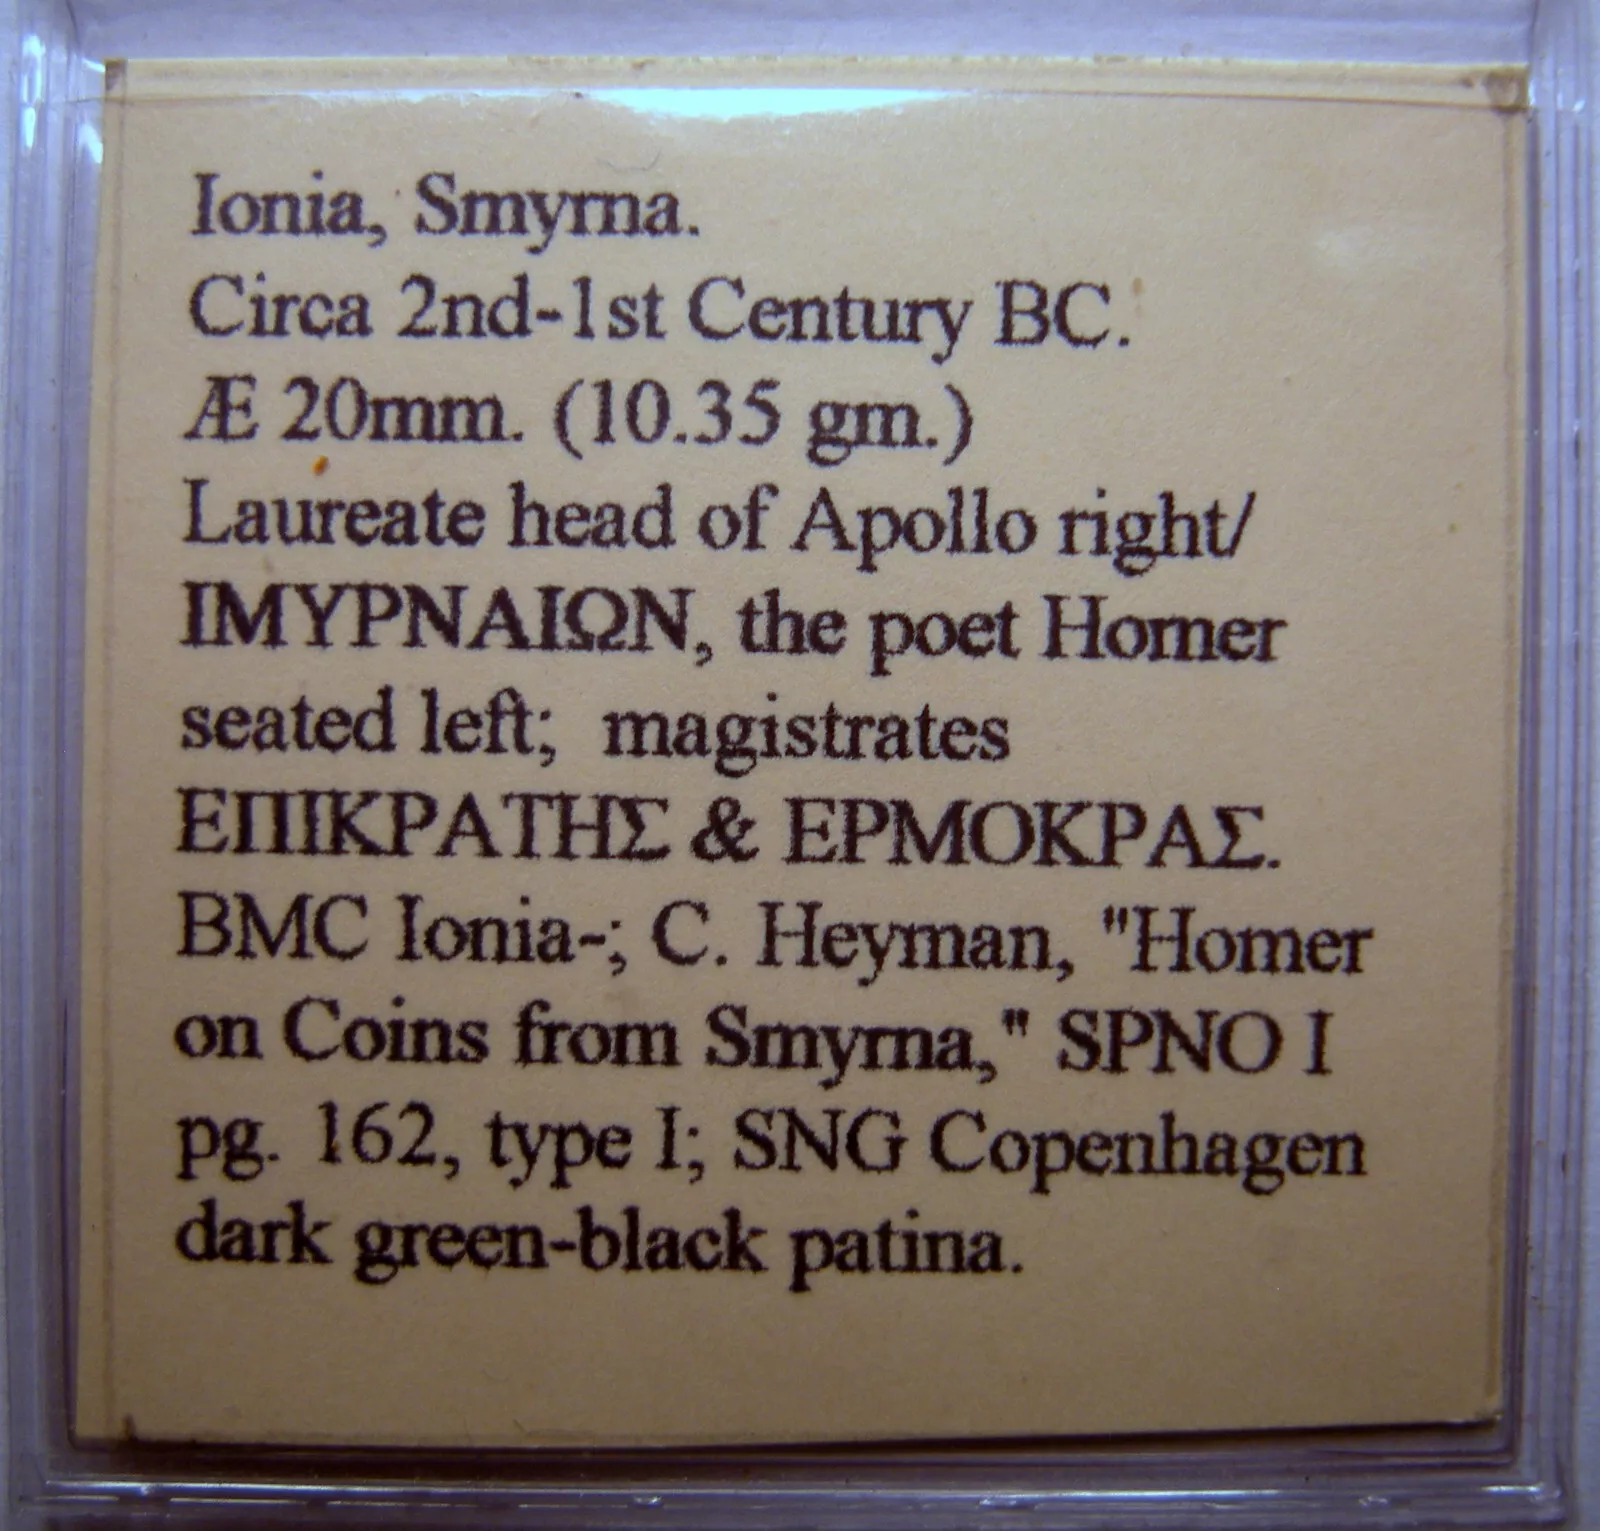 Ionia, Smyrna.
Circa 2nd-1st Century BC.
Æ 20mm. (10.35 gm.)
Laureate head of Apollo right/
ΙΜΥΡΝΑΙΩΝ, the poet Homer
seated left;  magistrates
ΕΠΙΚΡΑΤΗΣ & ΕΡΜΟΚΡΑΣ.
BMC Ionia-; C. Heyman, "Homer
on Coins from Smyrna," SPNO I
pg. 162, type I; SNG Copenhagen
dark green-black patina.